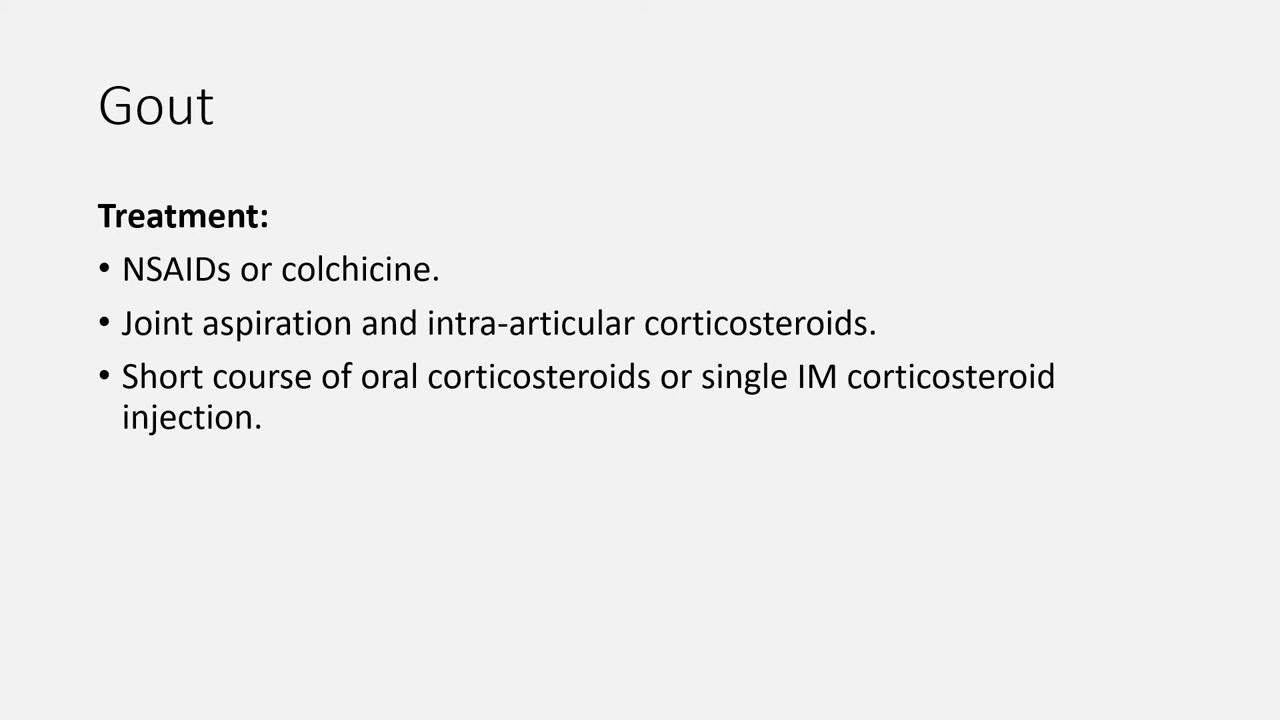 Gout
Treatment:
• NSAIDs or colchicine.
• Joint aspiration and intra-articular corticosteroids.
• Short course of oral corticosteroids or single IM corticosteroid
injection.